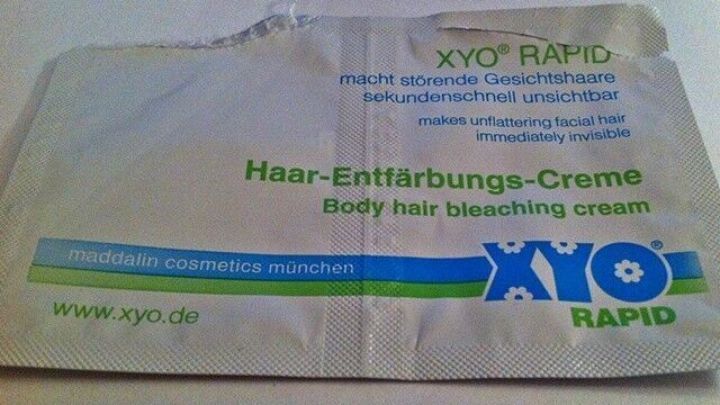 XYO® RAPID
macht störende Gesichtshaare
sekundenschnell unsichtbar
makes unflattering facial hair
immediately invisible
Haar-Entfärbungs-Creme
Body hair bleaching cream
maddalin cosmetics münchen
XYO®
RAPID
www.xyo.de